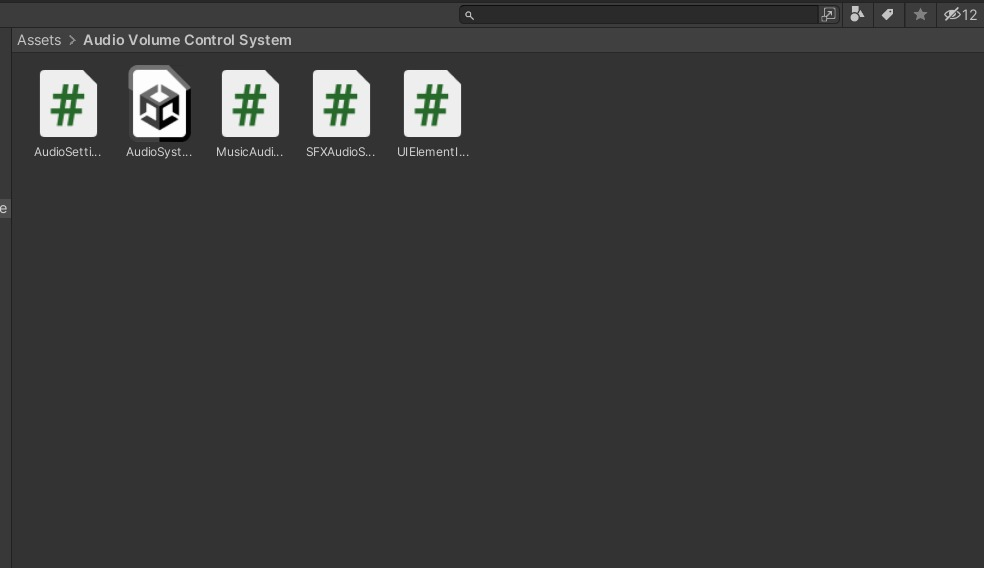 12
Assets > Audio Volume Control System
AudioSetti...
AudioSyst...
MusicAudi...
SFXAudioS...
UIElementI...
e